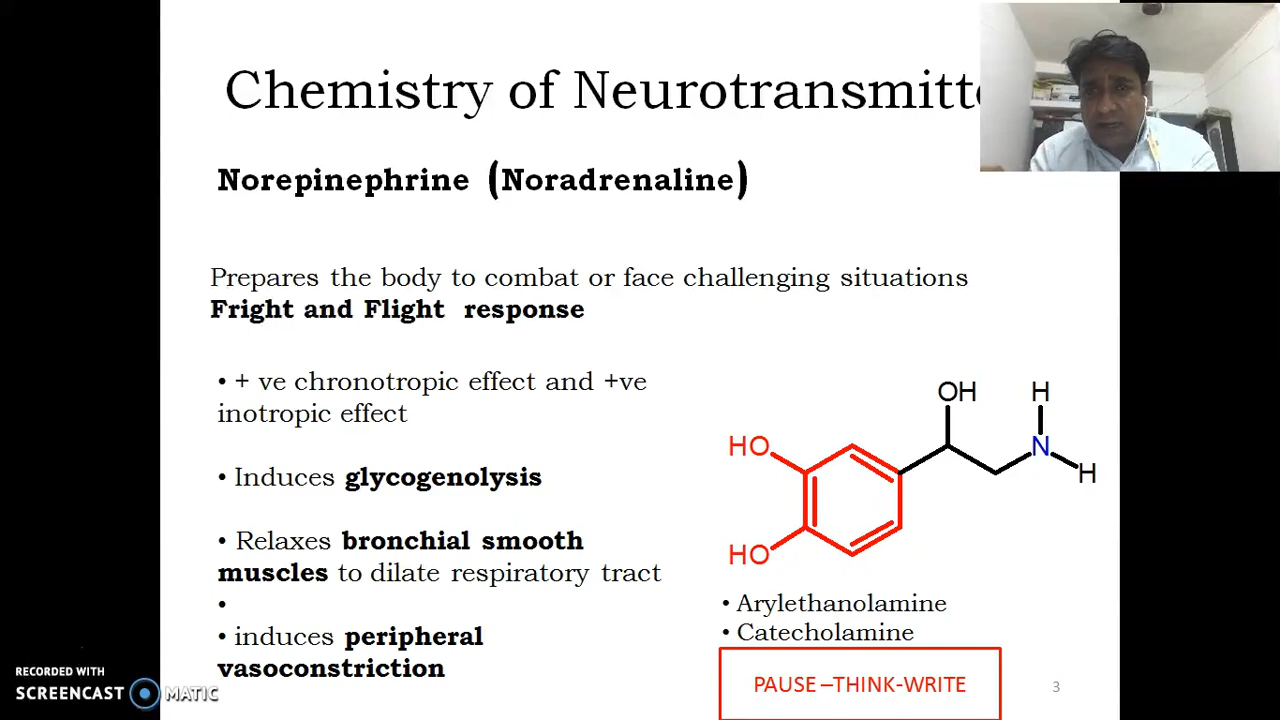 Chemistry of Neurotransmitte
Norepinephrine (Noradrenaline)
Prepares the body to combat or face challenging situations
Fright and Flight response
• + ve chronotropic effect and +ve
inotropic effect
• Induces glycogenolysis
• Relaxes bronchial smooth
muscles to dilate respiratory tract
•
• induces peripheral
vasoconstriction
OH
H
HO
N
H
HO
• Arylethanolamine
• Catecholamine
PAUSE –THINK-WRITE
3
RECORDED WITH
SCREENCAST MATIC